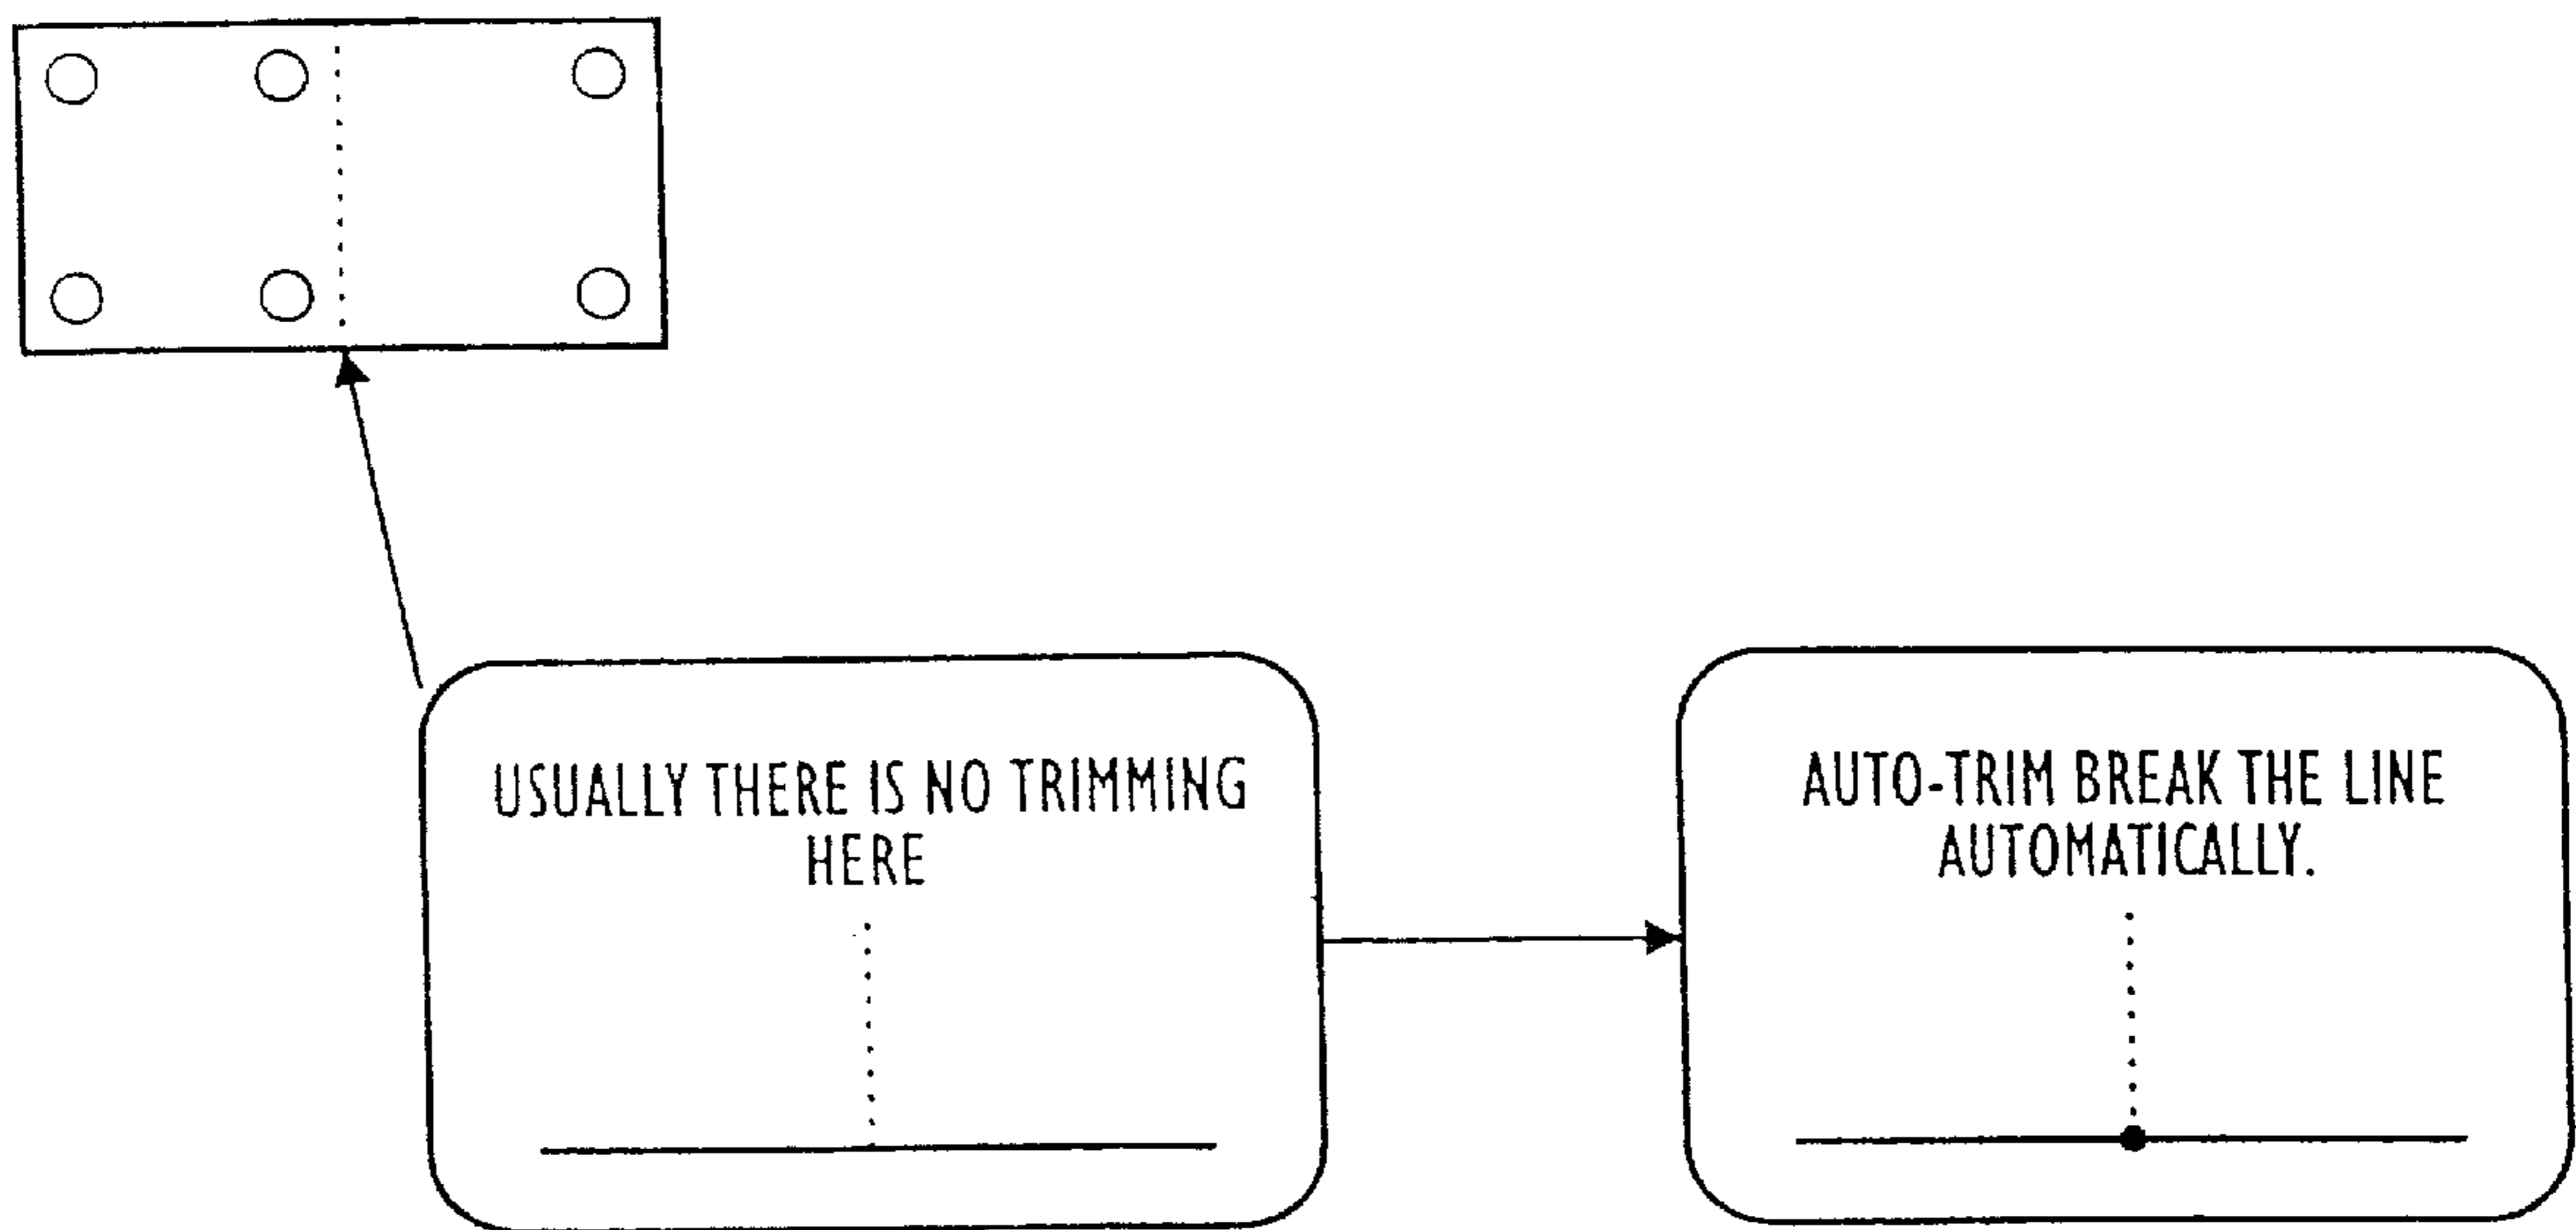 USUALLY THERE IS NO TRIMMING
HERE
AUTO-TRIM BREAK THE LINE
AUTOMATICALLY.